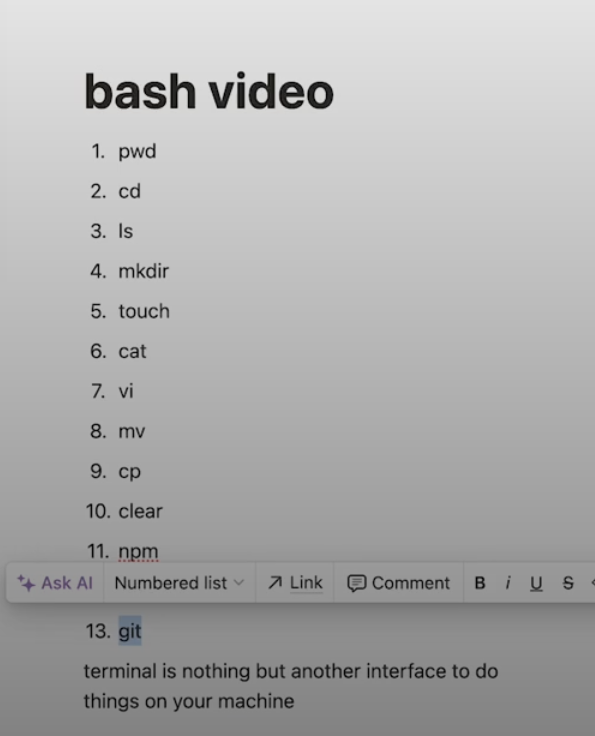 bash video
1. pwd
2. cd
3. ls
4. mkdir
5. touch
6. cat
7. vi
8. mv
9. cp
10. clear
11. npm
Ask AI Numbered list Link Comment B i U S
13. git
terminal is nothing but another interface to do
things on your machine